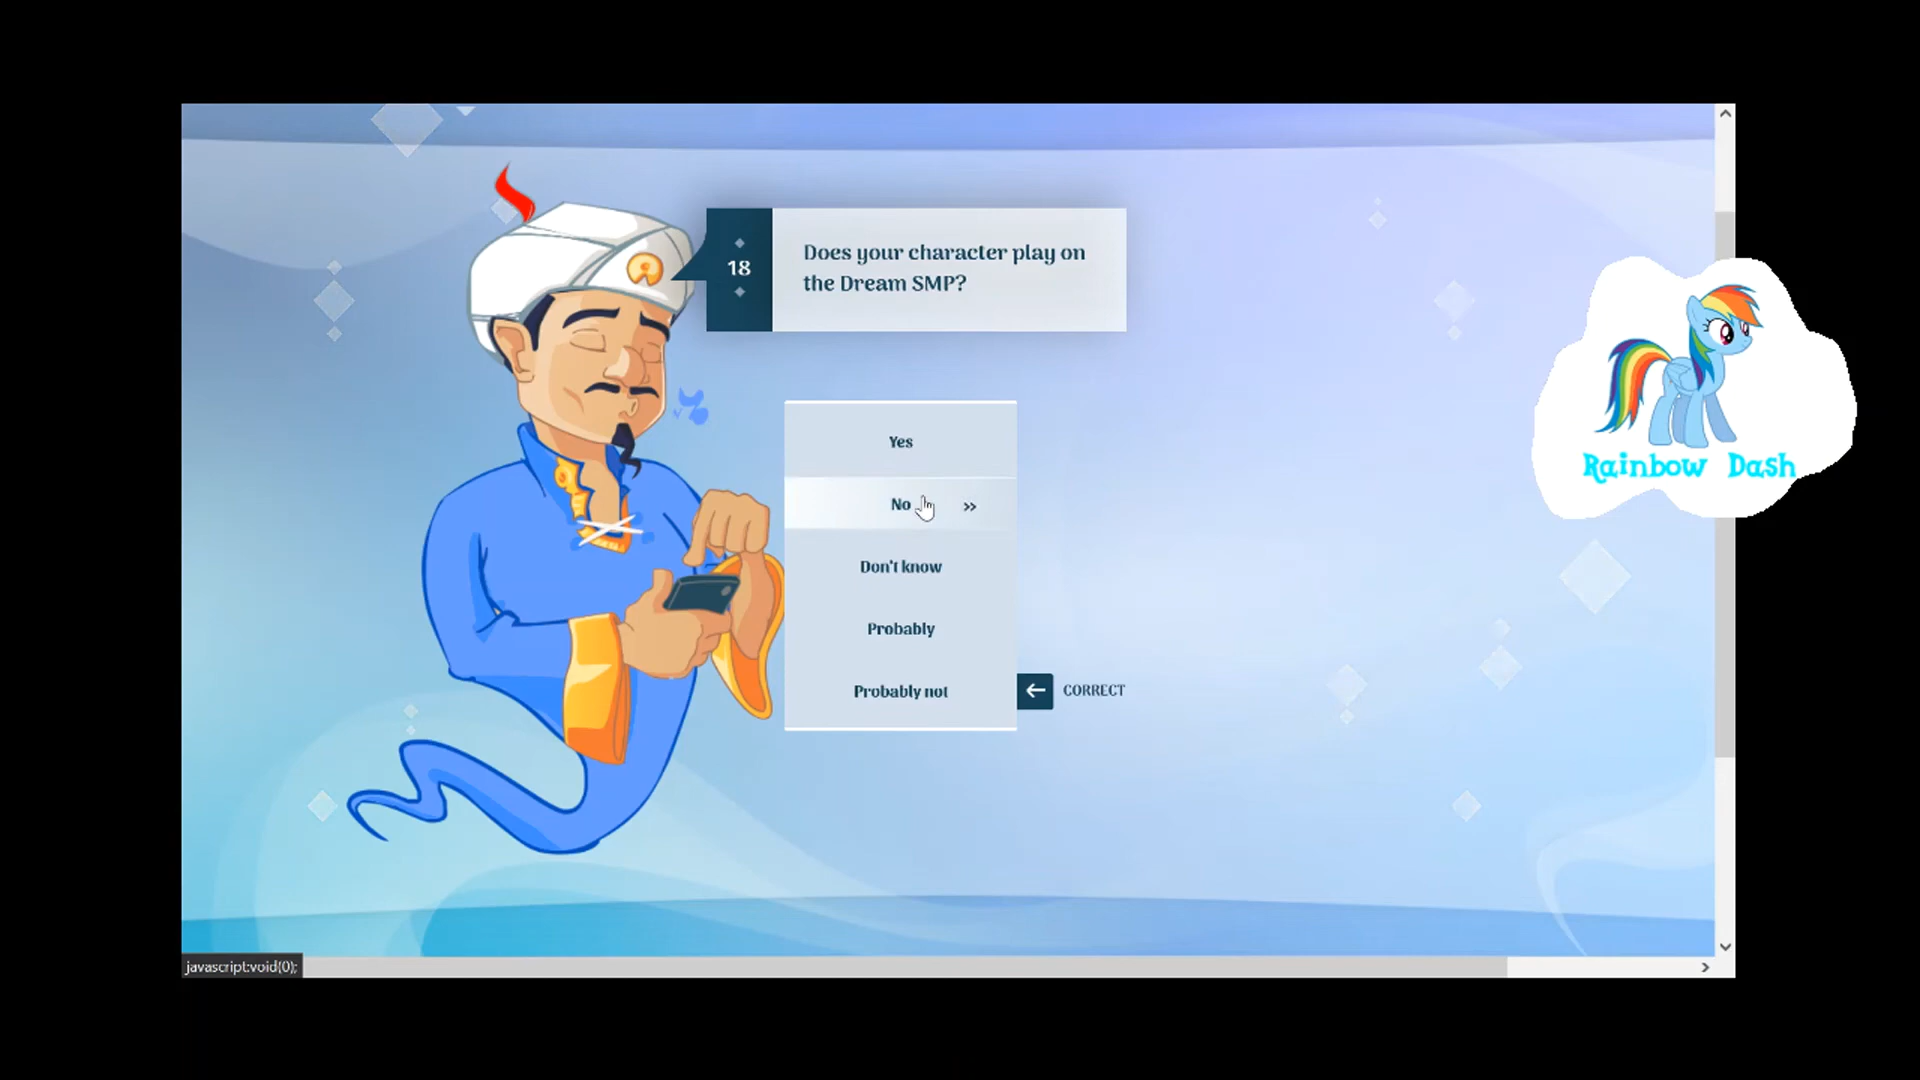 18
Does your character play on
the Dream SMP?
Yes
No »
Don't know
Probably
Probably not
CORRECT
Rainbow Dash
javascript:void(0);